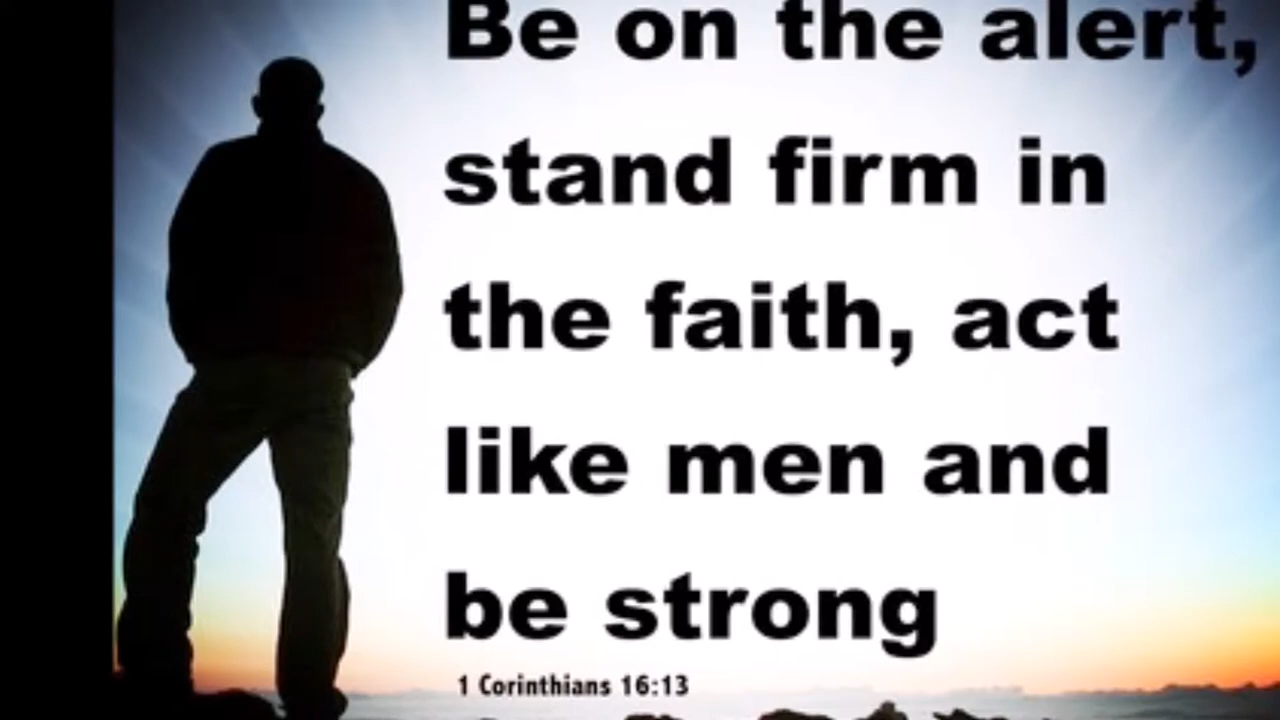 Be on the alert,
stand firm in
the faith, act
like men and
be strong
1 Corinthians 16:13